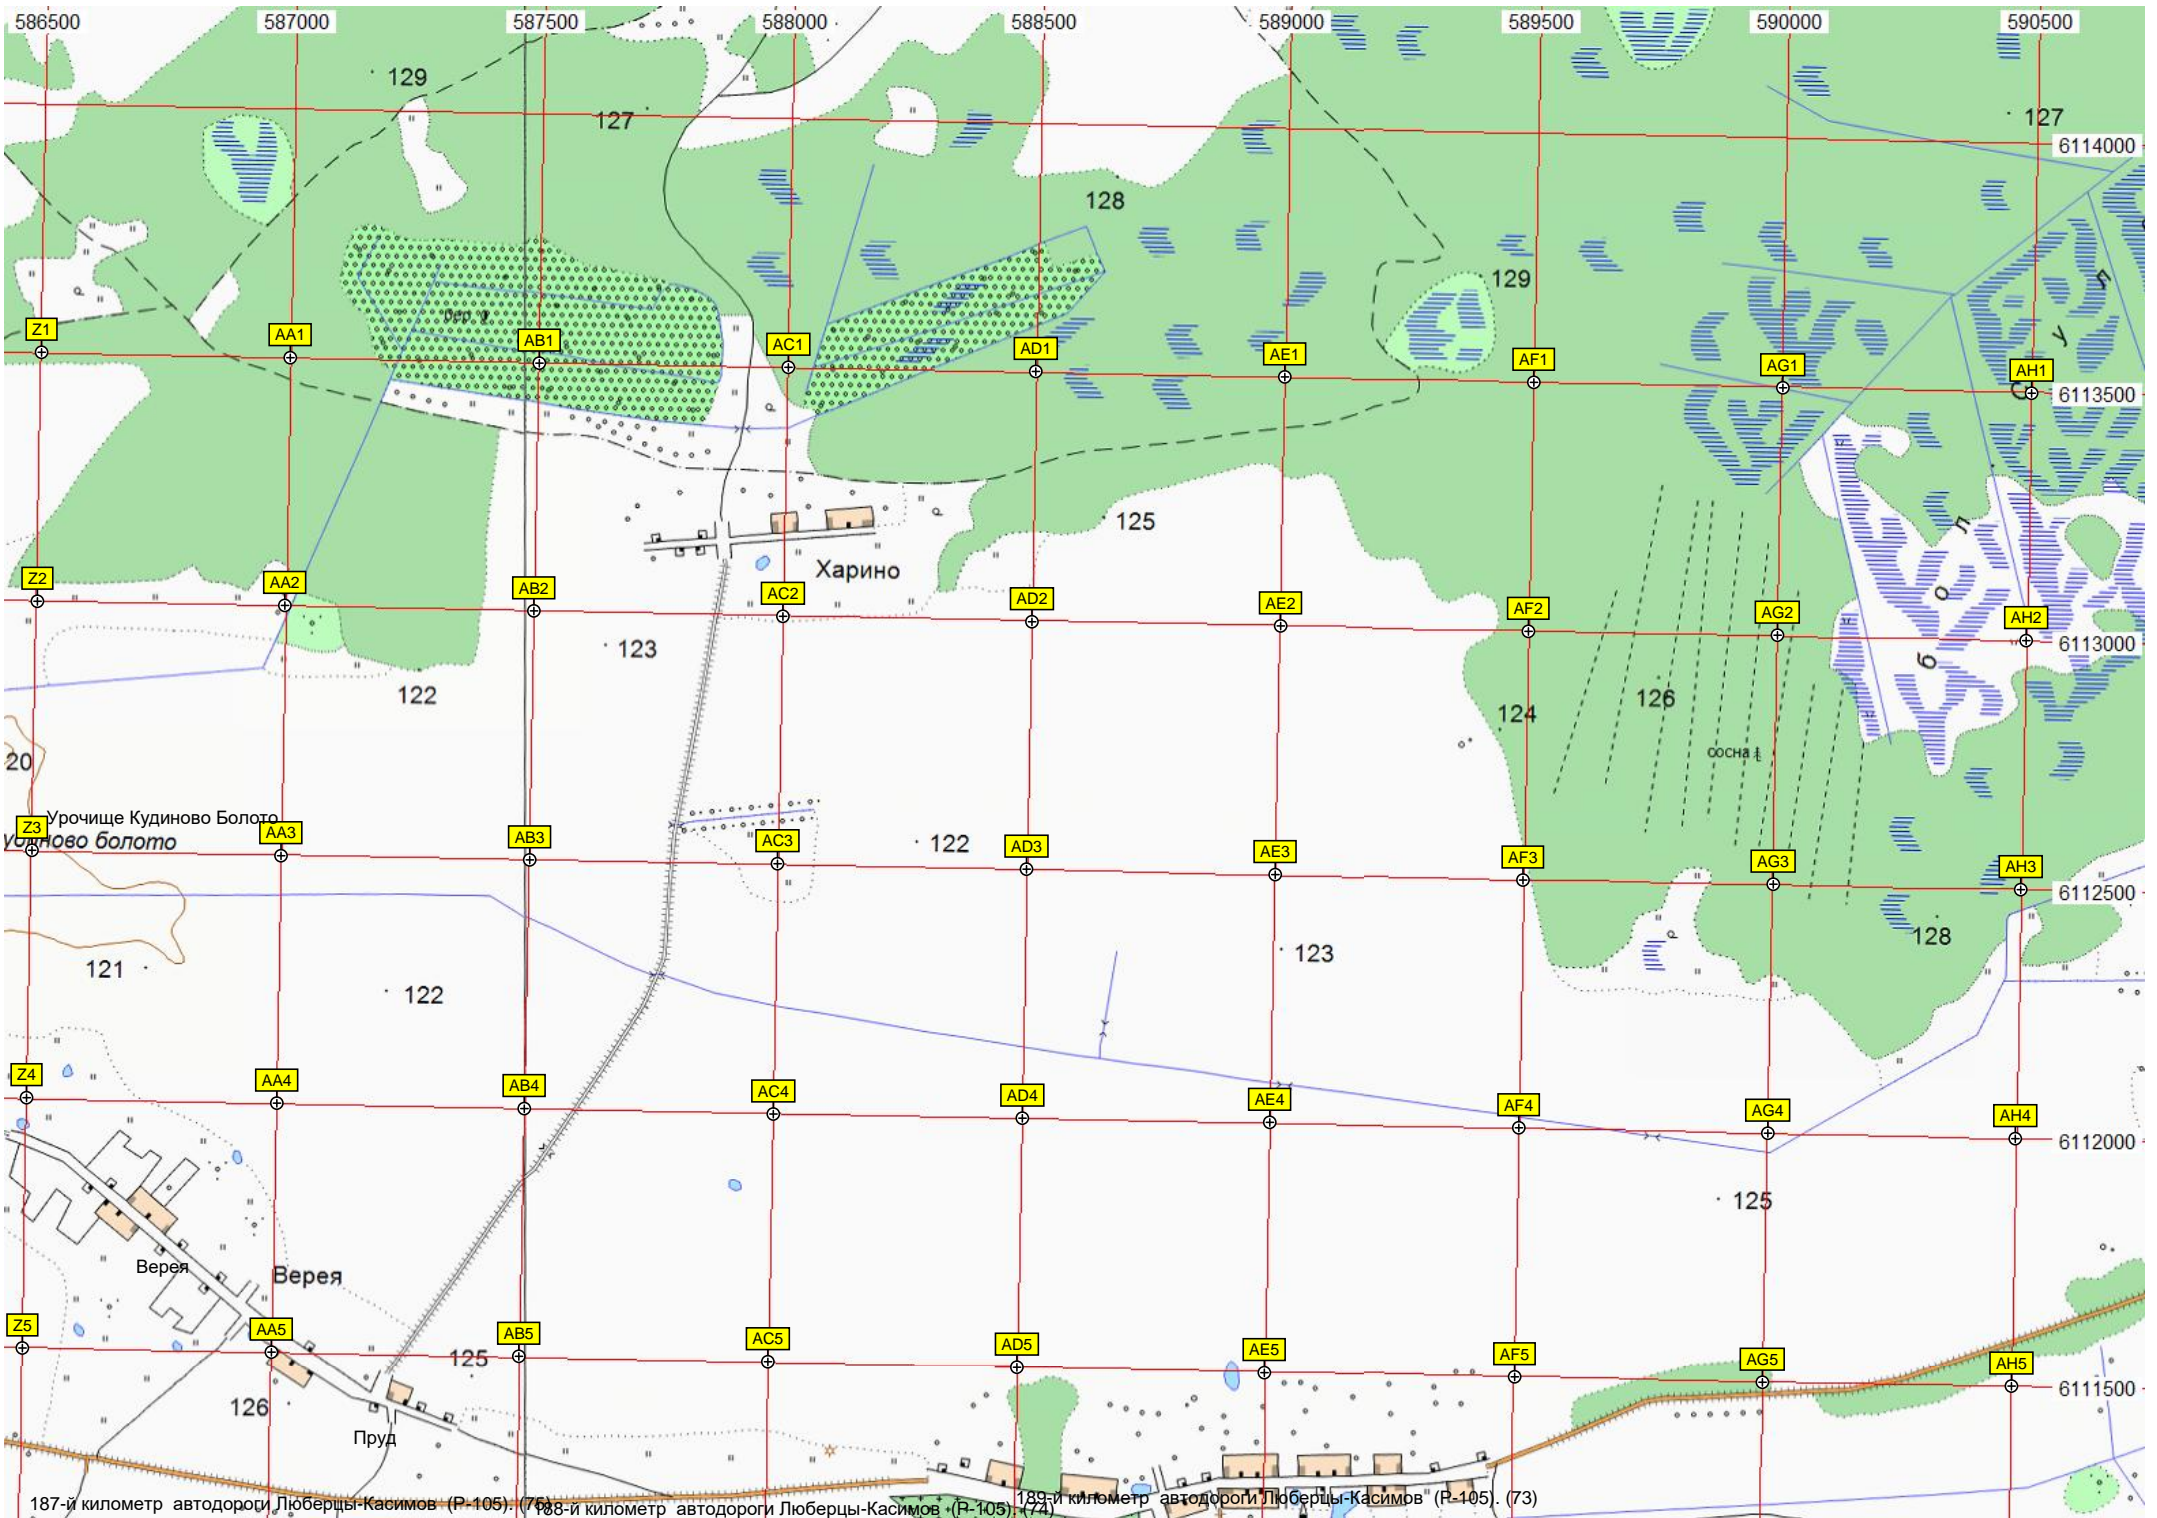 586500 587000 587500 588000 588500 589000 589500 590000 590500
129
127
127
6114000
128
129
бер.
Z1 AA1 AB1 AC1 AD1 AE1 AF1 AG1 AH1
6113500
125
Харино
Z2 AA2 AB2 AC2 AD2 AE2 AF2 AG2 AH2
6113000
123
122
126
124
сосна
20
Урочище Кудиново Болото
ново болото
Z3 AA3 AB3 AC3 AD3 AE3 AF3 AG3 AH3
122
6112500
128
123
121
122
Z4 AA4 AB4 AC4 AD4 AE4 AF4 AG4 AH4
6112000
125
Верея
Верея
Z5 AA5 AB5 AC5 AD5 AE5 AF5 AG5 AH5
125
6111500
126
Пруд
187-й километр автодороги Люберцы-Касимов (Р-105). (75)
188-й километр автодороги Люберцы-Касимов (Р-105). (74)
189-й километр автодороги Люберцы-Касимов (Р-105). (73)
б о л
С у л